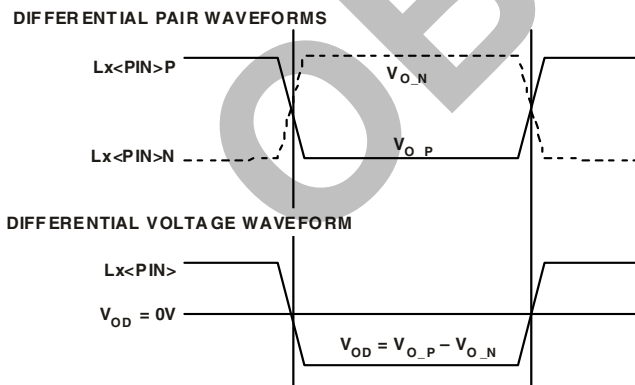 DIFFERENTIAL PAIR WAVEFORMS
Lx<PIN>P
V_O_N
Lx<PIN>N
V_O_P
DIFFERENTIAL VOLTAGE WAVEFORM
Lx<PIN>
V_OD = 0V
V_OD = V_O_P – V_O_N